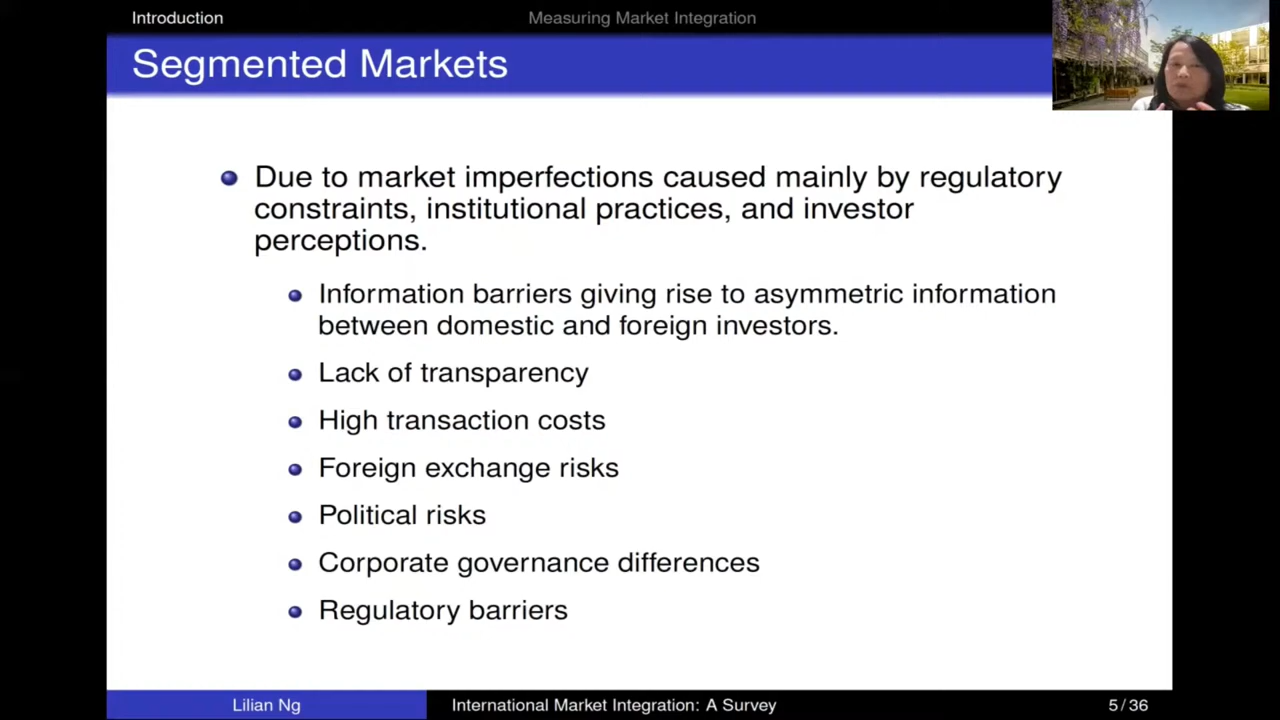 Introduction
Measuring Market Integration
Segmented Markets
Due to market imperfections caused mainly by regulatory
constraints, institutional practices, and investor
perceptions.
Information barriers giving rise to asymmetric information
between domestic and foreign investors.
Lack of transparency
High transaction costs
Foreign exchange risks
Political risks
Corporate governance differences
Regulatory barriers
Lilian Ng
International Market Integration: A Survey
5 / 36